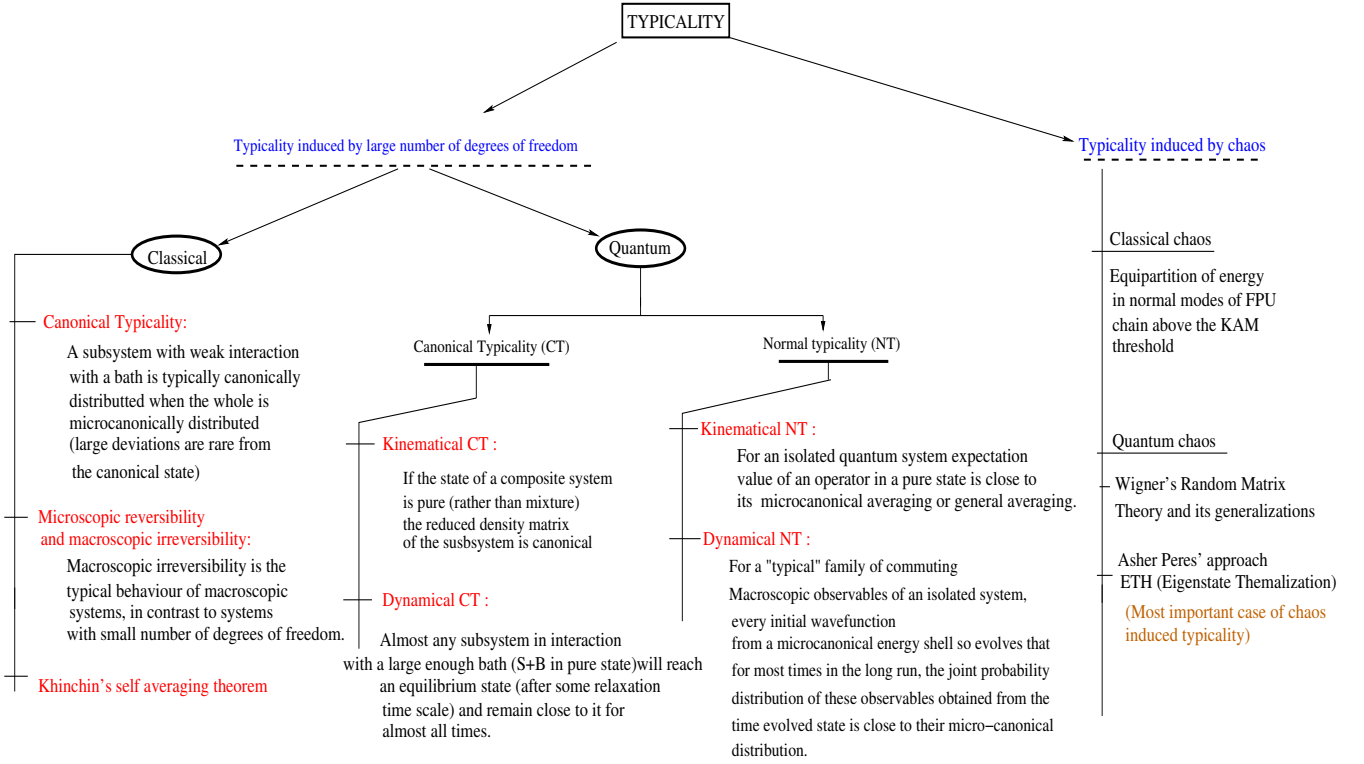 TYPICALITY
Typicality induced by large number of degrees of freedom
Typicality induced by chaos
Classical
Quantum
Canonical Typicality:
A subsystem with weak interaction
with a bath is typically canonically
distributted when the whole is
microcanonically distributed
(large deviations are rare from
the canonical state)
Microscopic reversibility
and macroscopic irreversibility:
Macroscopic irreversibility is the
typical behaviour of macroscopic
systems, in contrast to systems
with small number of degrees of freedom.
Khinchin's self averaging theorem
Canonical Typicality (CT)
Kinematical CT :
If the state of a composite system
is pure (rather than mixture)
the reduced density matrix
of the susbsystem is canonical
Dynamical CT :
Almost any subsystem in interaction
with a large enough bath (S+B in pure state)will reach
an equilibrium state (after some relaxation
time scale) and remain close to it for
almost all times.
Normal typicality (NT)
Kinematical NT :
For an isolated quantum system expectation
value of an operator in a pure state is close to
its microcanonical averaging or general averaging.
Dynamical NT :
For a "typical" family of commuting
Macroscopic observables of an isolated system,
every initial wavefunction
from a microcanonical energy shell so evolves that
for most times in the long run, the joint probability
distribution of these observables obtained from the
time evolved state is close to their micro−canonical
distribution.
Classical chaos
Equipartition of energy
in normal modes of FPU
chain above the KAM
threshold
Quantum chaos
Wigner's Random Matrix
Theory and its generalizations
Asher Peres' approach
ETH (Eigenstate Themalization)
(Most important case of chaos
induced typicality)